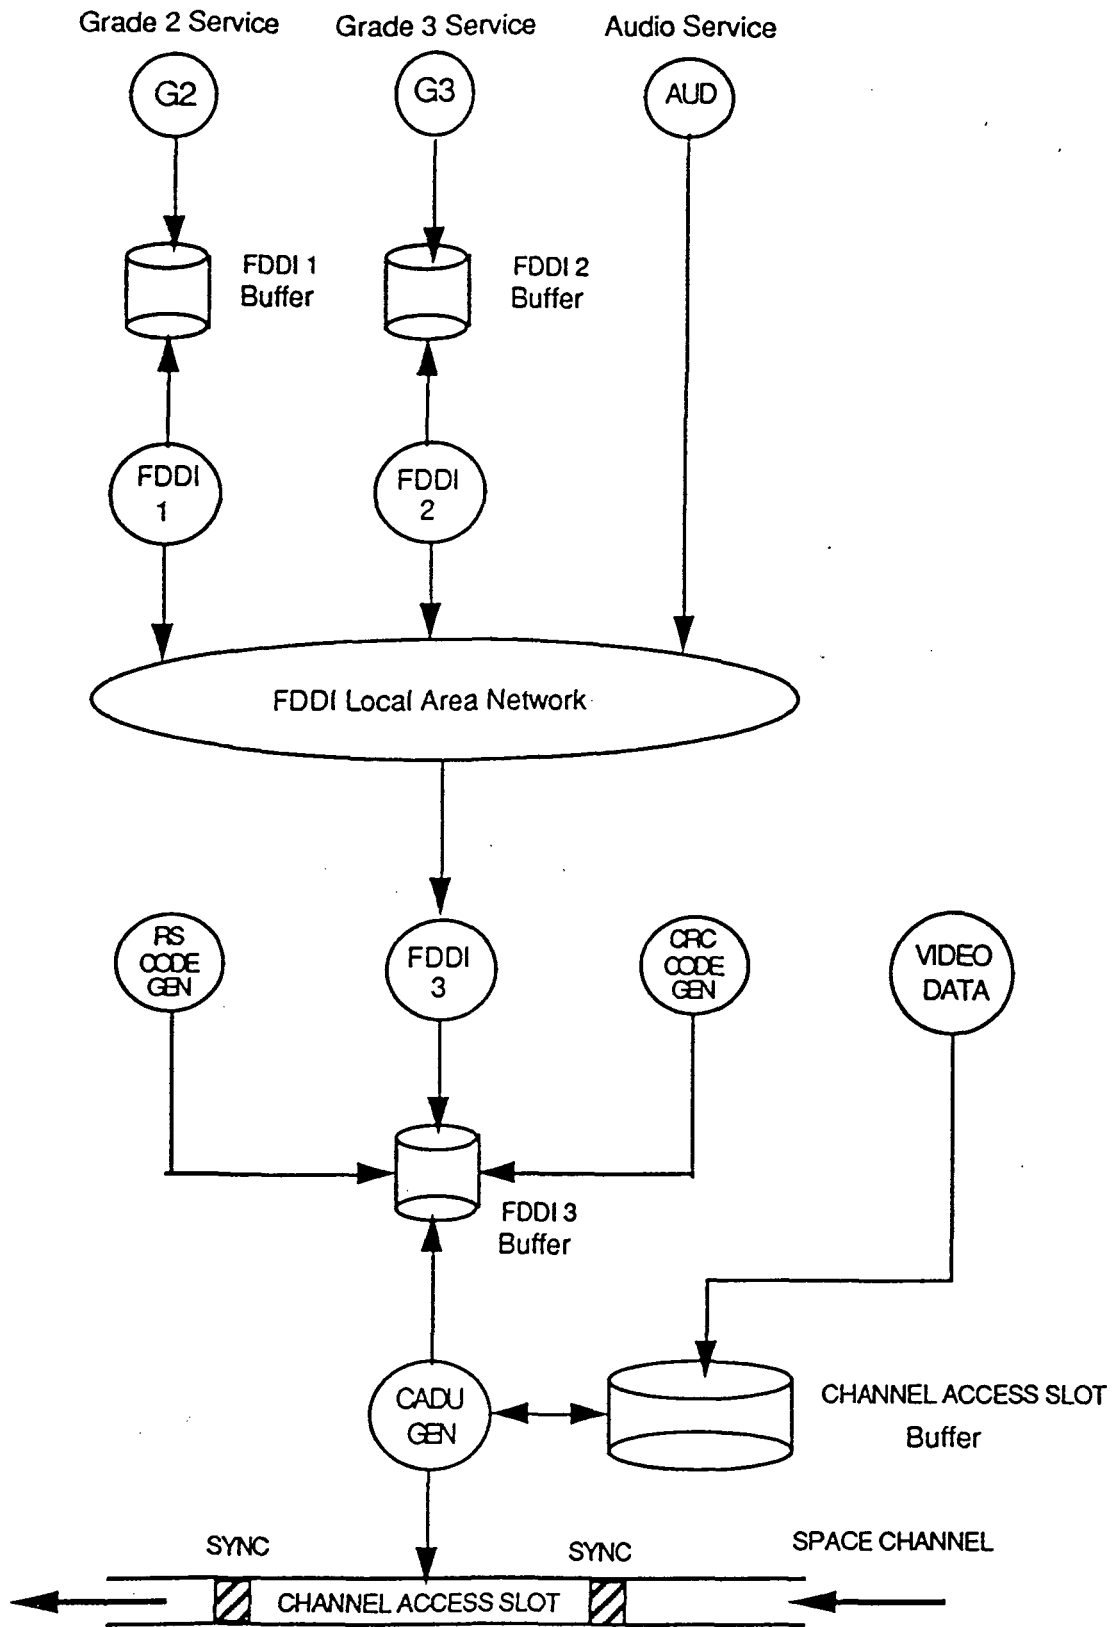 Grade 2 Service
Grade 3 Service
Audio Service
G2
G3
AUD
FDDI 1
Buffer
FDDI 2
Buffer
FDDI
1
FDDI
2
FDDI Local Area Network
RS
CODE
GEN
FDDI
3
CRC
CODE
GEN
VIDEO
DATA
FDDI 3
Buffer
CADU
GEN
CHANNEL ACCESS SLOT
Buffer
SYNC
SYNC
SPACE CHANNEL
CHANNEL ACCESS SLOT